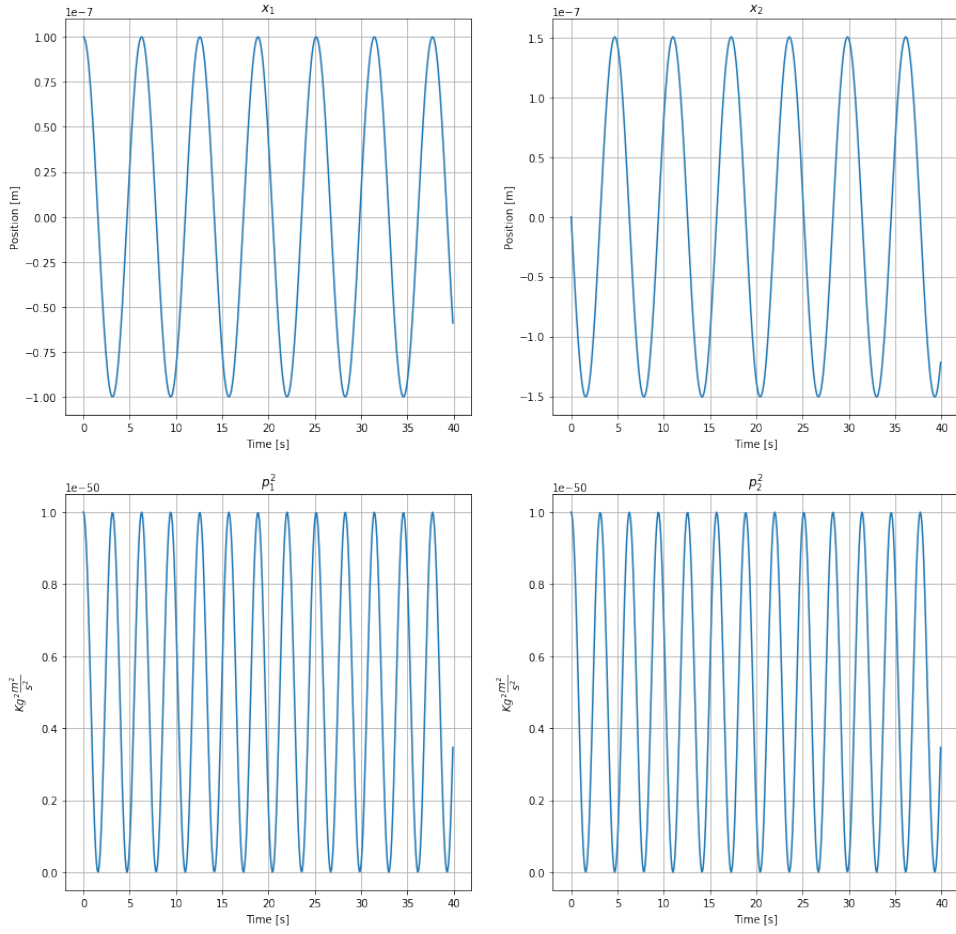 x₁
1e−7
Position [m]
1.00
0.75
0.50
0.25
0.00
−0.25
−0.50
−0.75
−1.00
0 5 10 15 20 25 30 35 40
Time [s]
x₂
1e−7
Position [m]
1.5
1.0
0.5
0.0
−0.5
−1.0
−1.5
0 5 10 15 20 25 30 35 40
Time [s]
p₁²
1e−50
Kg² m²/s²
1.0
0.8
0.6
0.4
0.2
0.0
0 5 10 15 20 25 30 35 40
Time [s]
p₂²
1e−50
Kg² m²/s²
1.0
0.8
0.6
0.4
0.2
0.0
0 5 10 15 20 25 30 35 40
Time [s]